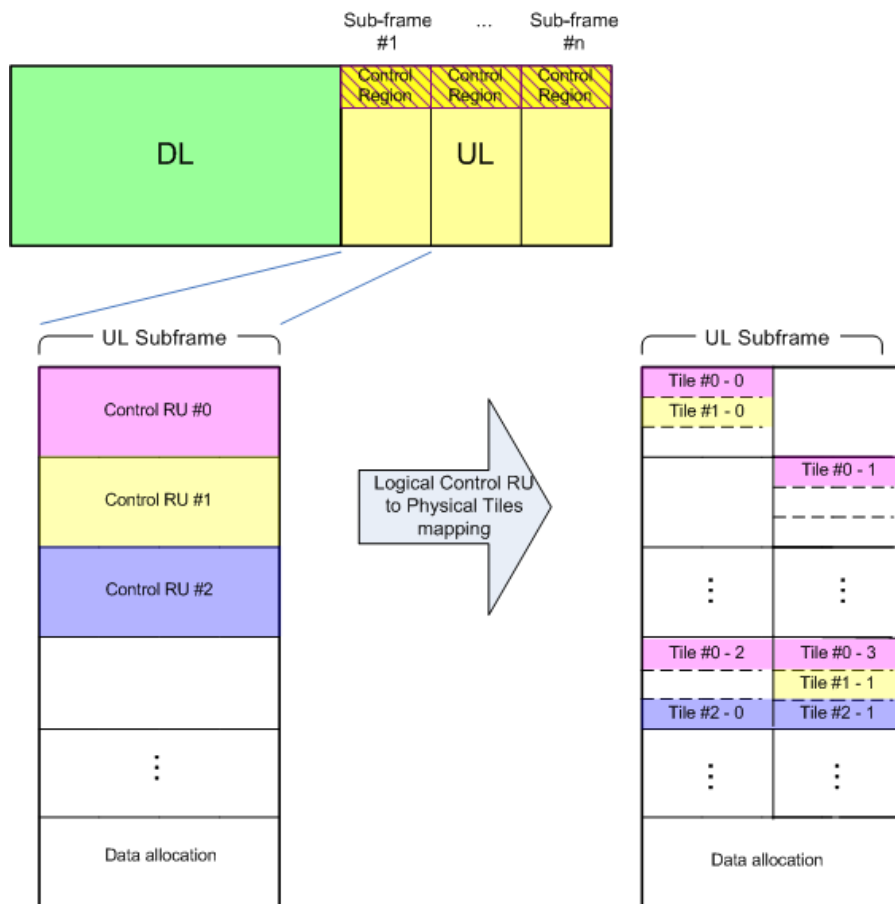 Sub-frame ... Sub-frame
#1 #n
Control Control Control
Region Region Region
DL UL
UL Subframe
Control RU #0
Control RU #1
Control RU #2
⋮
Data allocation
Logical Control RU
to Physical Tiles
mapping
UL Subframe
Tile #0 - 0
Tile #1 - 0
Tile #0 - 1
⋮ ⋮
Tile #0 - 2 Tile #0 - 3
Tile #1 - 1
Tile #2 - 0 Tile #2 - 1
⋮ ⋮
Data allocation